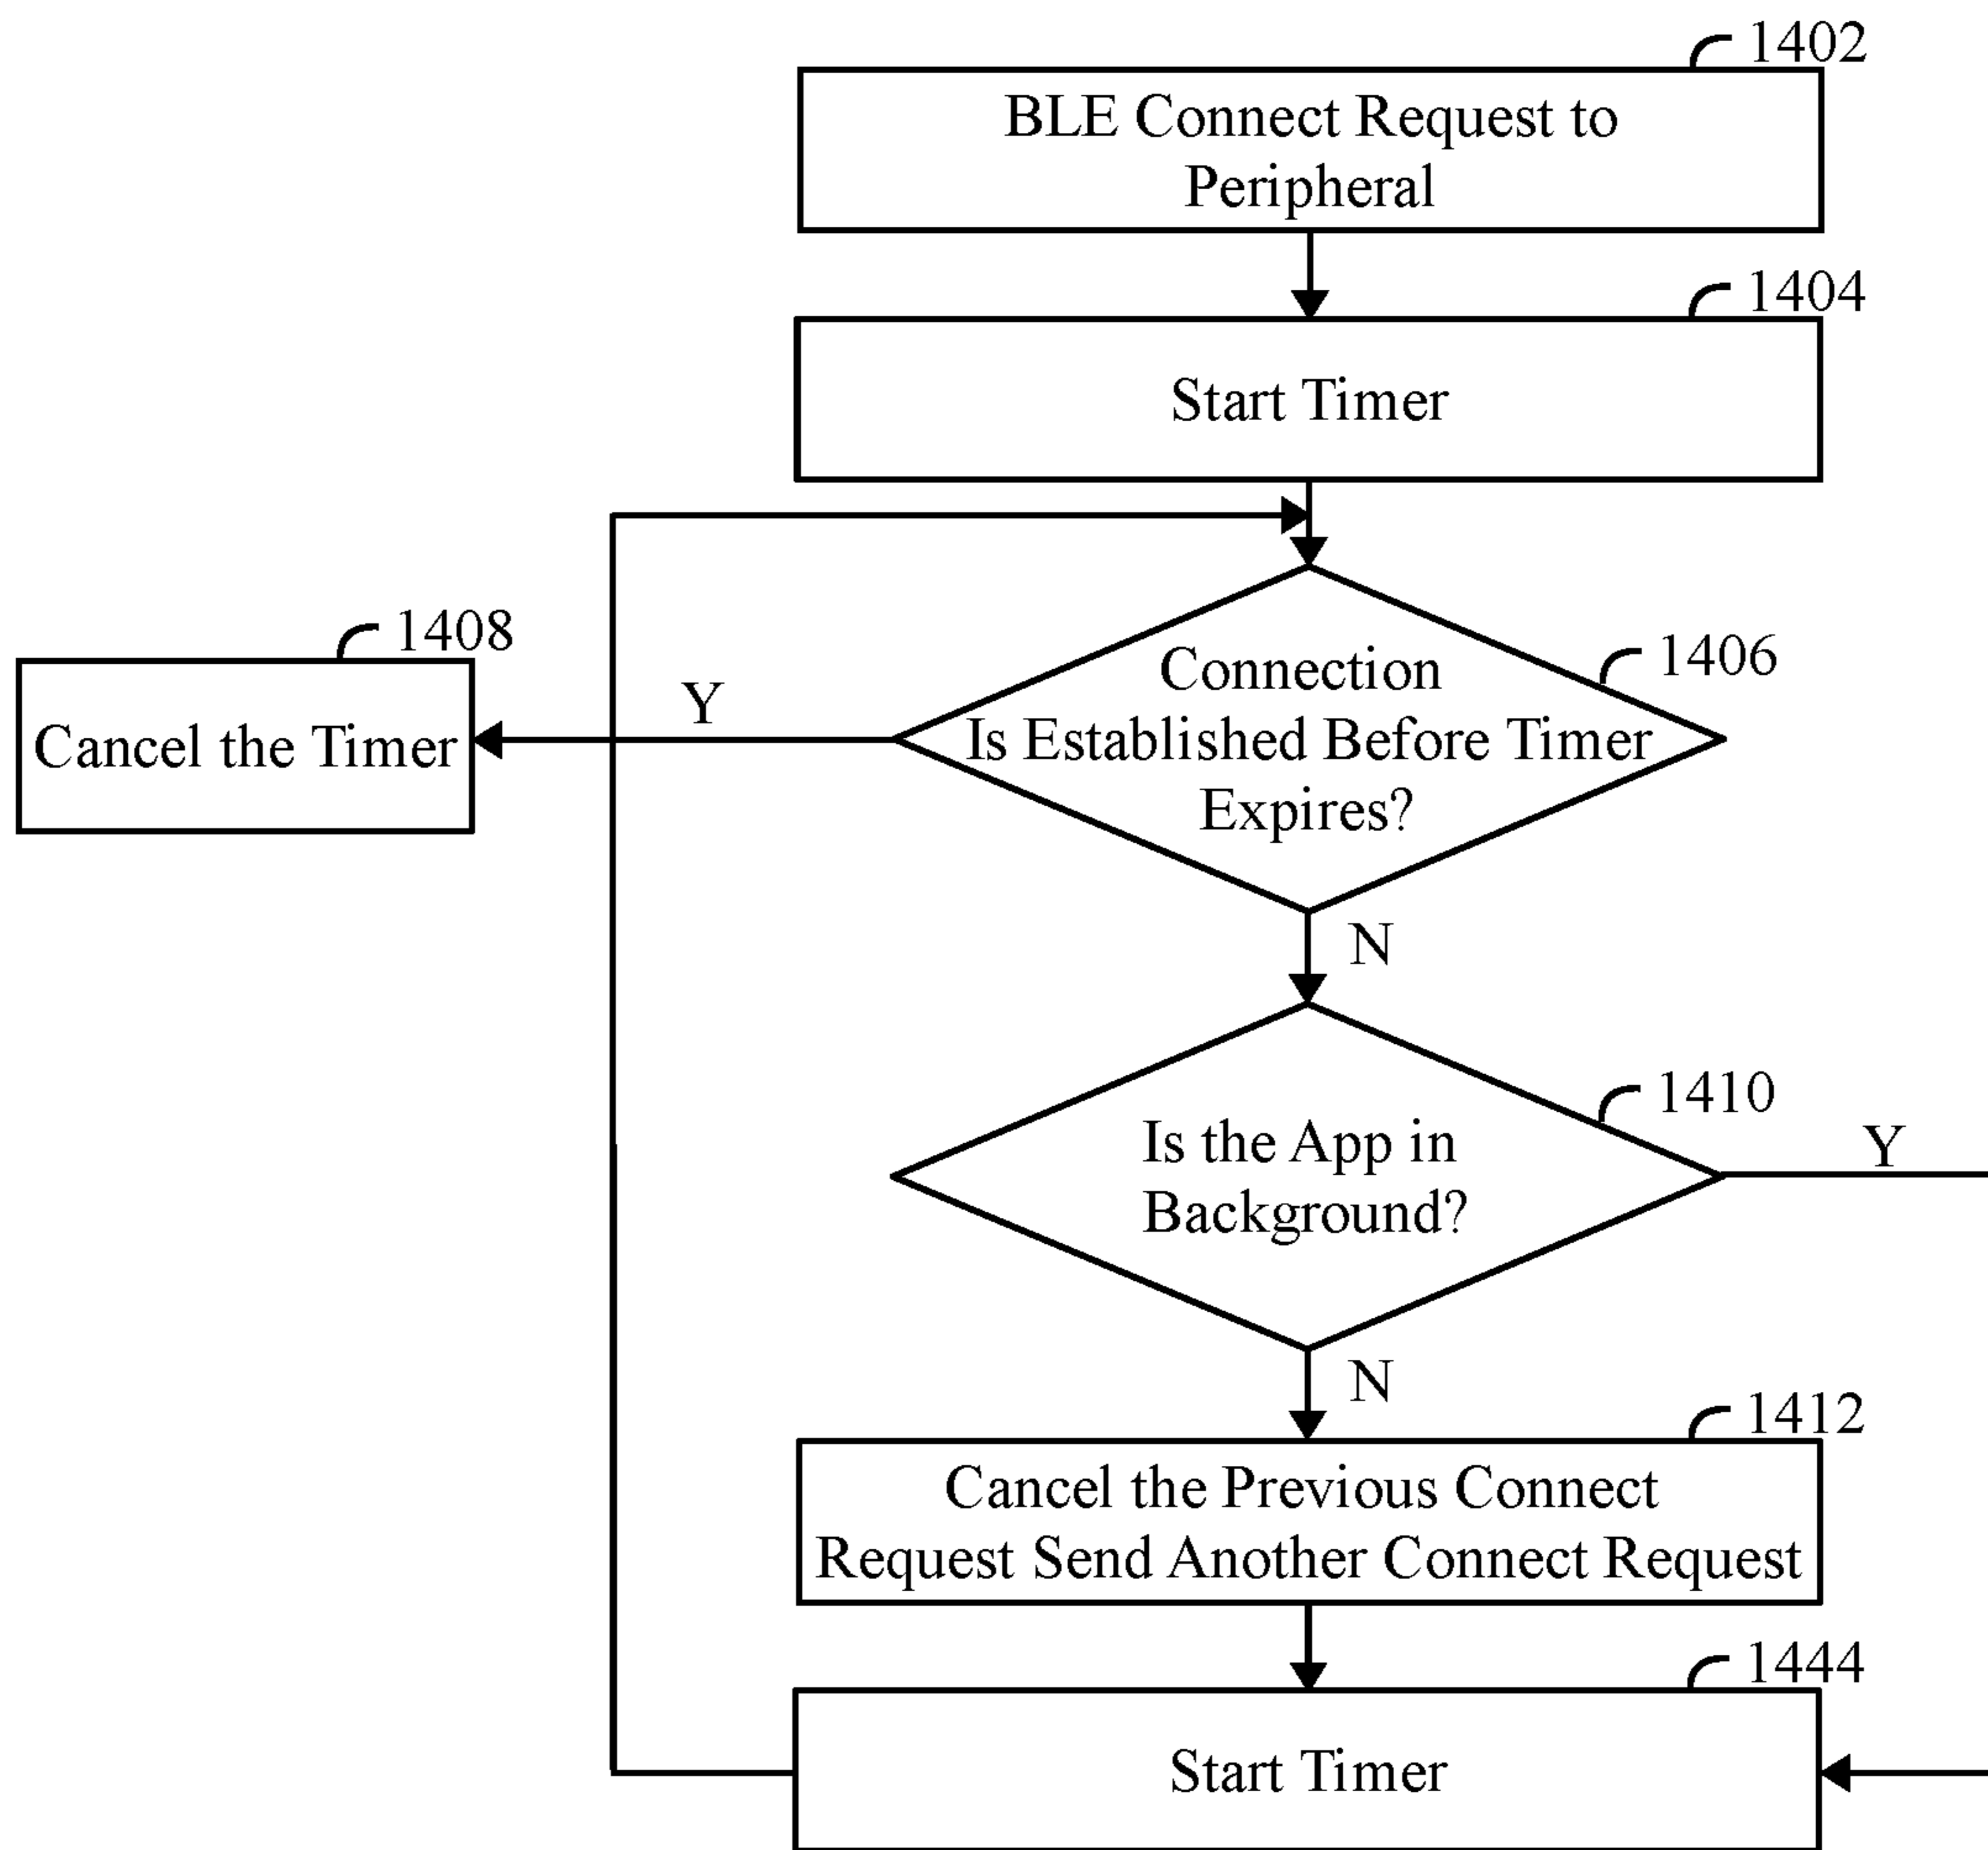 1402
BLE Connect Request to
Peripheral
1404
Start Timer
1408
Cancel the Timer
Y
1406
Connection
Is Established Before Timer
Expires?
N
1410
Is the App in
Background?
Y
N
1412
Cancel the Previous Connect
Request Send Another Connect Request
1444
Start Timer